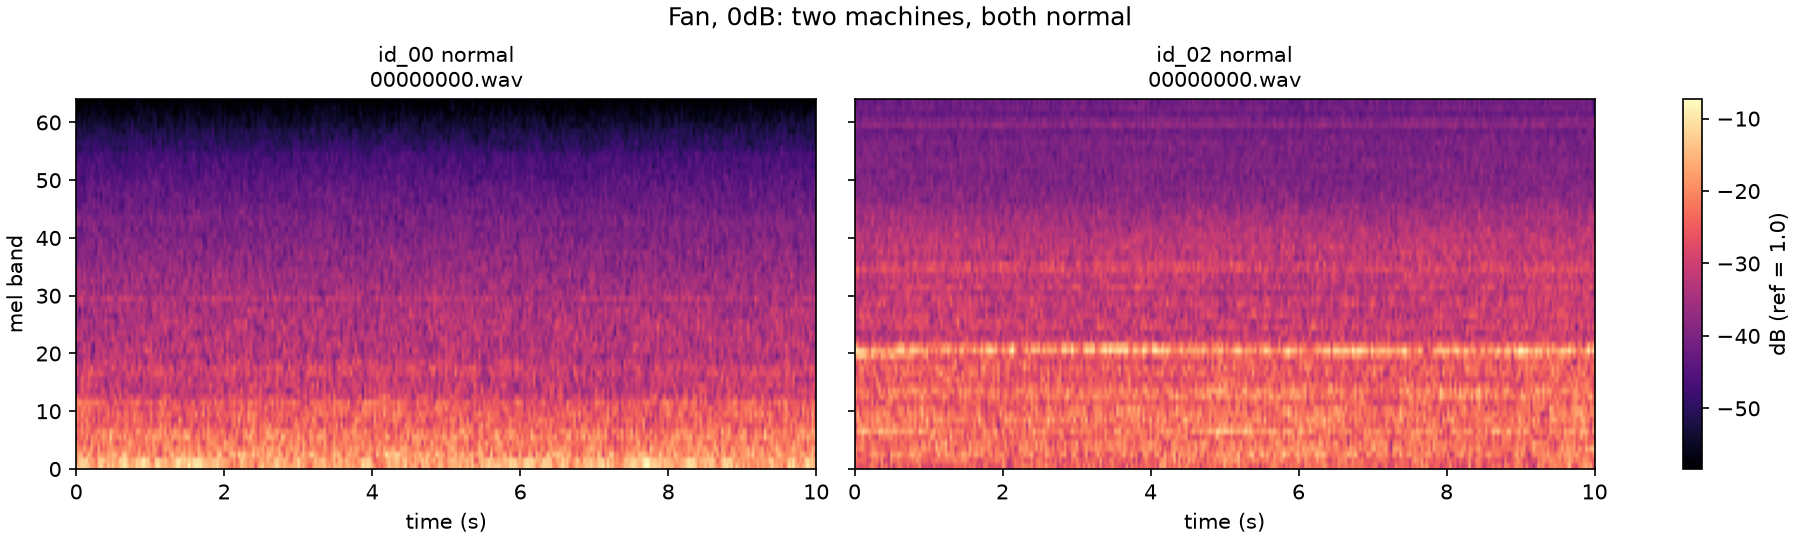 Fan, 0dB: two machines, both normal
id_00 normal
00000000.wav
id_02 normal
00000000.wav
mel band
60
50
40
30
20
10
0
0 2 4 6 8 10
time (s)
0 2 4 6 8 10
time (s)
−10
−20
−30
−40
−50
dB (ref = 1.0)